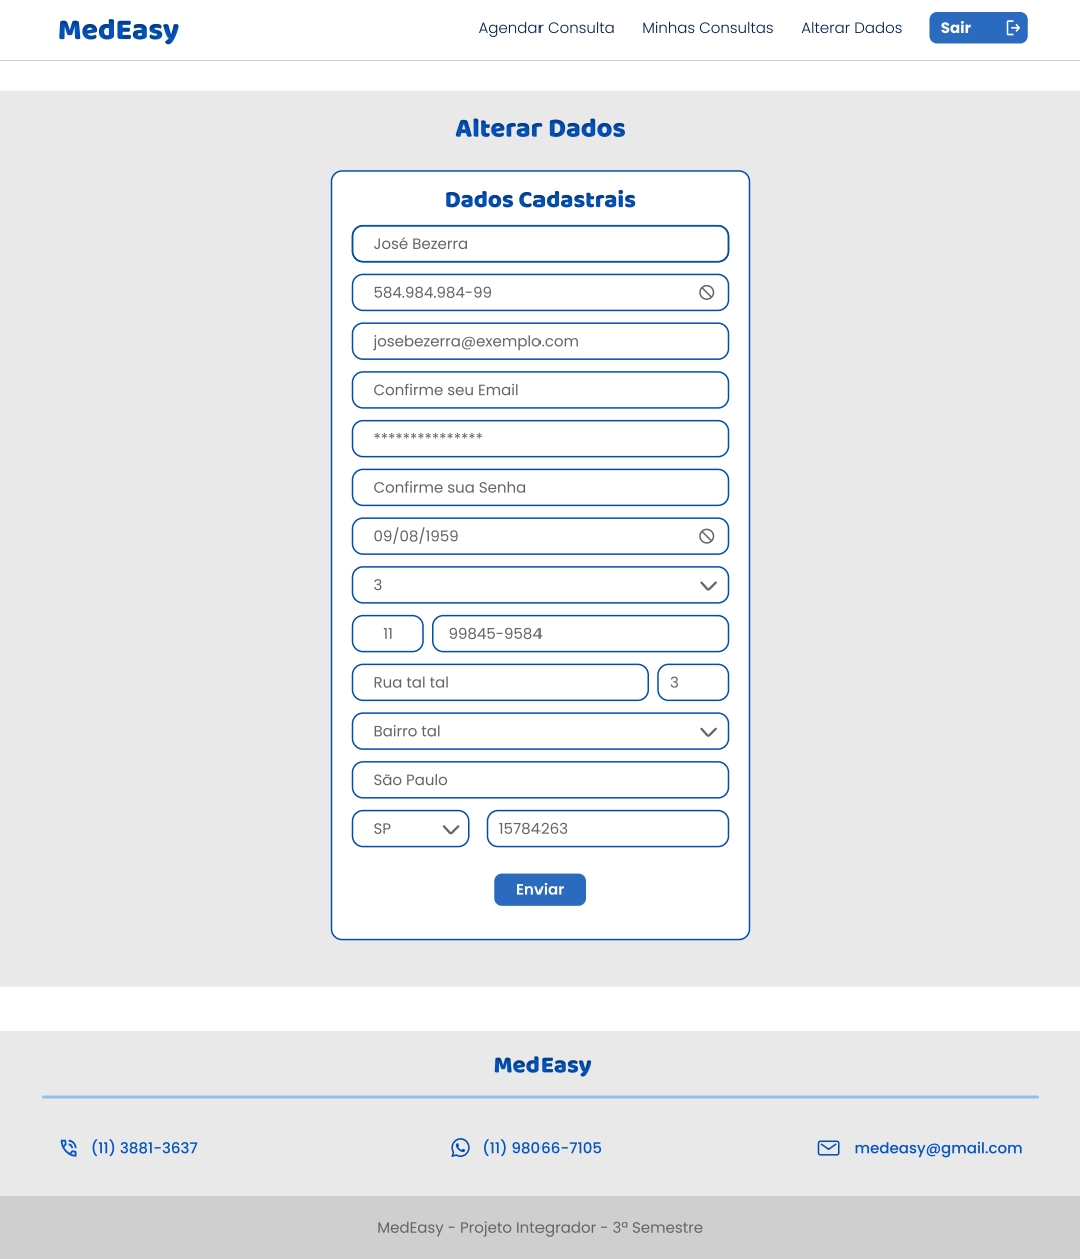 MedEasy
Agendar Consulta Minhas Consultas Alterar Dados Sair
Alterar Dados
Dados Cadastrais
José Bezerra
584.984.984-99
josebezerra@exemplo.com
Confirme seu Email
***************
Confirme sua Senha
09/08/1959
3
11 99845-9584
Rua tal tal 3
Bairro tal
São Paulo
SP 15784263
Enviar
MedEasy
(11) 3881-3637 (11) 98066-7105 medeasy@gmail.com
MedEasy - Projeto Integrador - 3ª Semestre